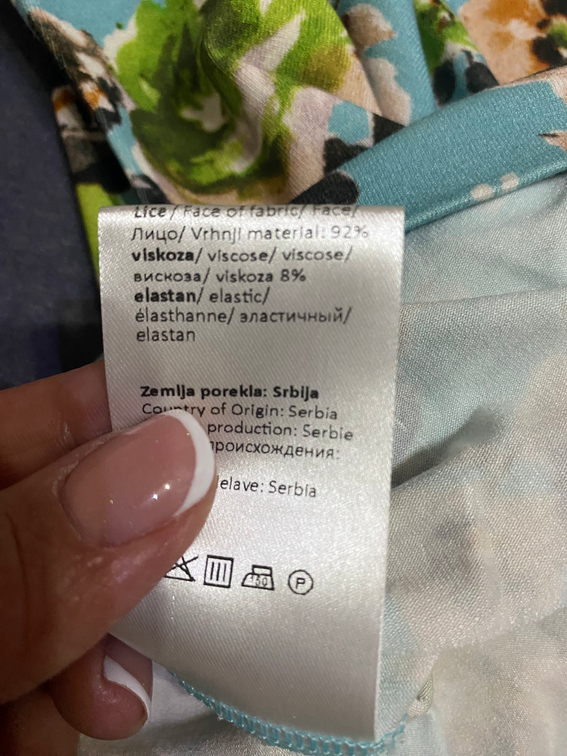 Lice/ Face of fabric/ Face/
Лицо/ Vrhnji material: 92%
viskoza/ viscose/ viscose/
вискоза/ viskoza 8%
elastan/ elastic/
élasthanne/ эластичный/
elastan
Zemlja porekla: Srbija
Country of Origin: Serbia
production: Serbie
происхождения:
elave: Serbia
P